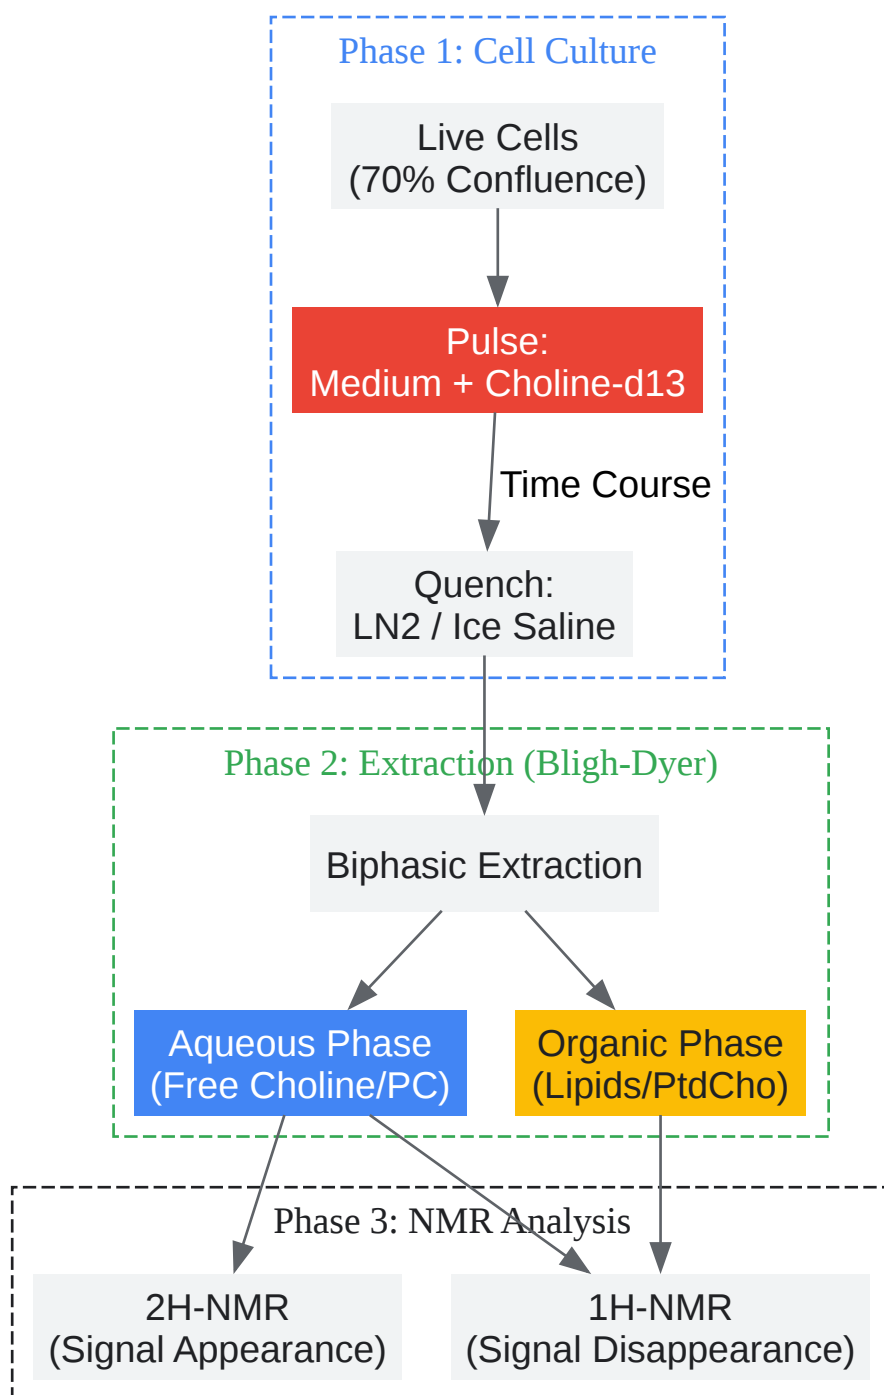 Phase 1: Cell Culture
Live Cells
(70% Confluence)
Pulse:
Medium + Choline-d13
Time Course
Quench:
LN2 / Ice Saline
Phase 2: Extraction (Bligh-Dyer)
Biphasic Extraction
Aqueous Phase
(Free Choline/PC)
Organic Phase
(Lipids/PtdCho)
Phase 3: NMR Analysis
2H-NMR
(Signal Appearance)
1H-NMR
(Signal Disappearance)